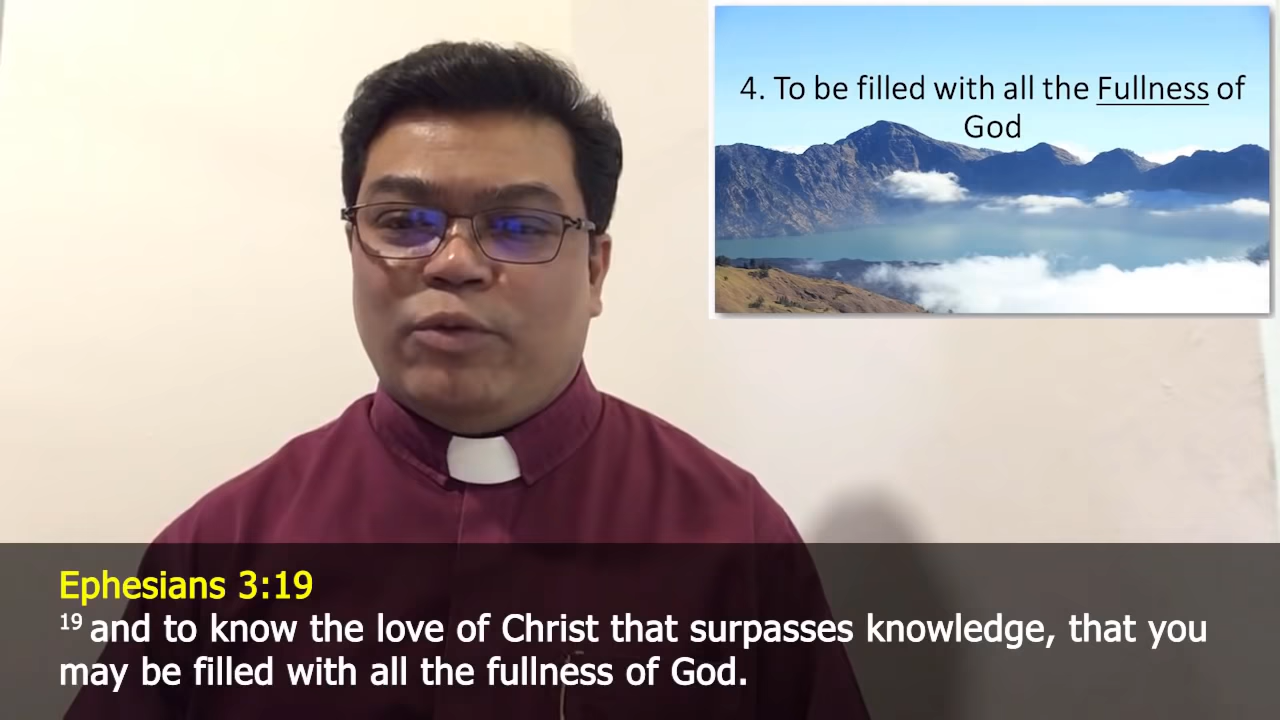 4. To be filled with all the Fullness of
God
Ephesians 3:19
19 and to know the love of Christ that surpasses knowledge, that you
may be filled with all the fullness of God.